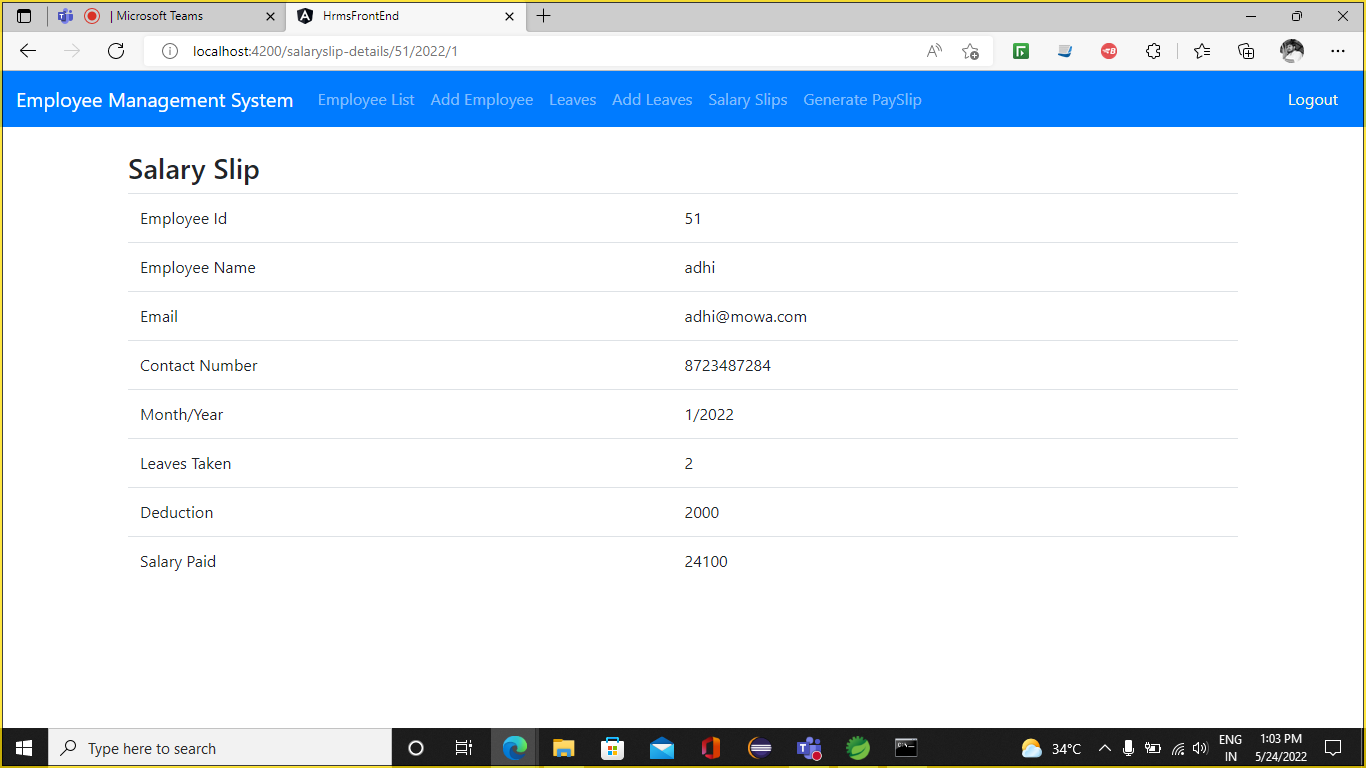 | Microsoft Teams
HrmsFrontEnd
localhost:4200/salaryslip-details/51/2022/1
Employee Management System Employee List Add Employee Leaves Add Leaves Salary Slips Generate PaySlip Logout
Salary Slip
Employee Id 51
Employee Name adhi
Email adhi@mowa.com
Contact Number 8723487284
Month/Year 1/2022
Leaves Taken 2
Deduction 2000
Salary Paid 24100
Type here to search
34°C
ENG
IN
1:03 PM
5/24/2022